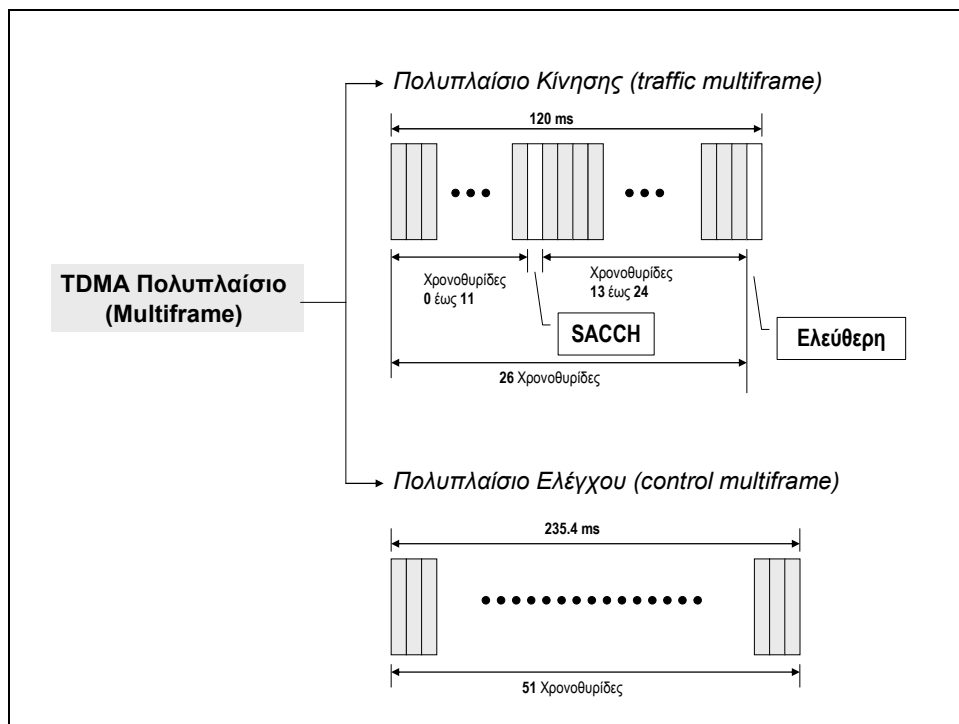 Πολυπλαίσιο Κίνησης (traffic multiframe)
120 ms
Χρονοθυρίδες
0 έως 11
Χρονοθυρίδες
13 έως 24
TDMA Πολυπλαίσιο
(Multiframe)
SACCH
Ελεύθερη
26 Χρονοθυρίδες
Πολυπλαίσιο Ελέγχου (control multiframe)
235.4 ms
51 Χρονοθυρίδες